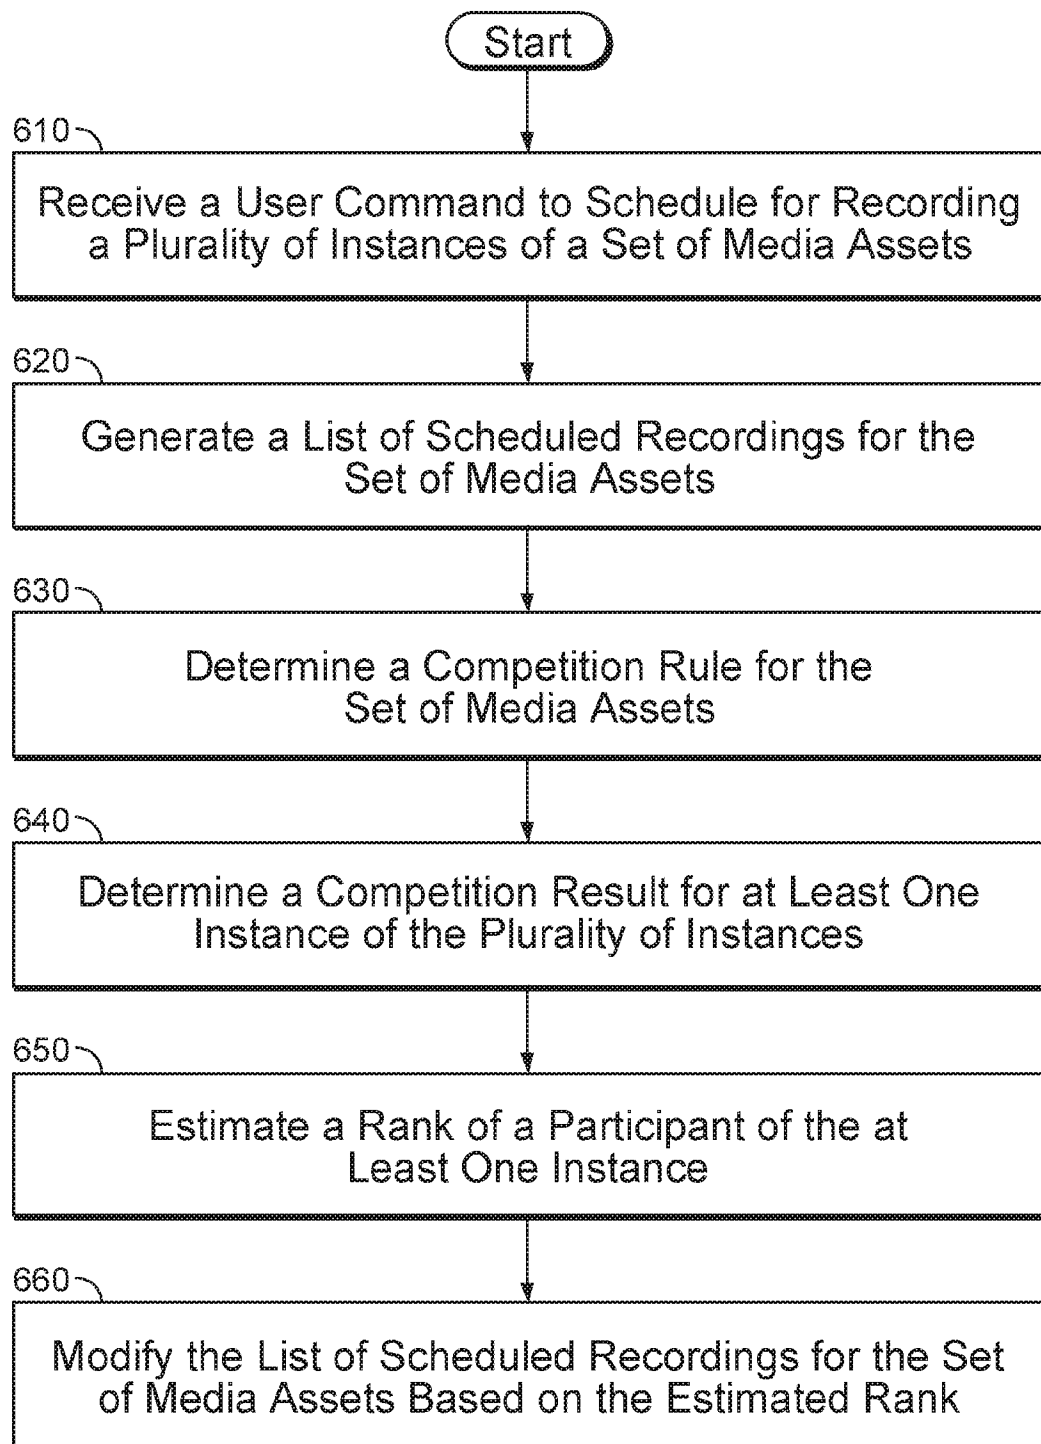 Start
610
Receive a User Command to Schedule for Recording
a Plurality of Instances of a Set of Media Assets
620
Generate a List of Scheduled Recordings for the
Set of Media Assets
630
Determine a Competition Rule for the
Set of Media Assets
640
Determine a Competition Result for at Least One
Instance of the Plurality of Instances
650
Estimate a Rank of a Participant of the at
Least One Instance
660
Modify the List of Scheduled Recordings for the Set
of Media Assets Based on the Estimated Rank